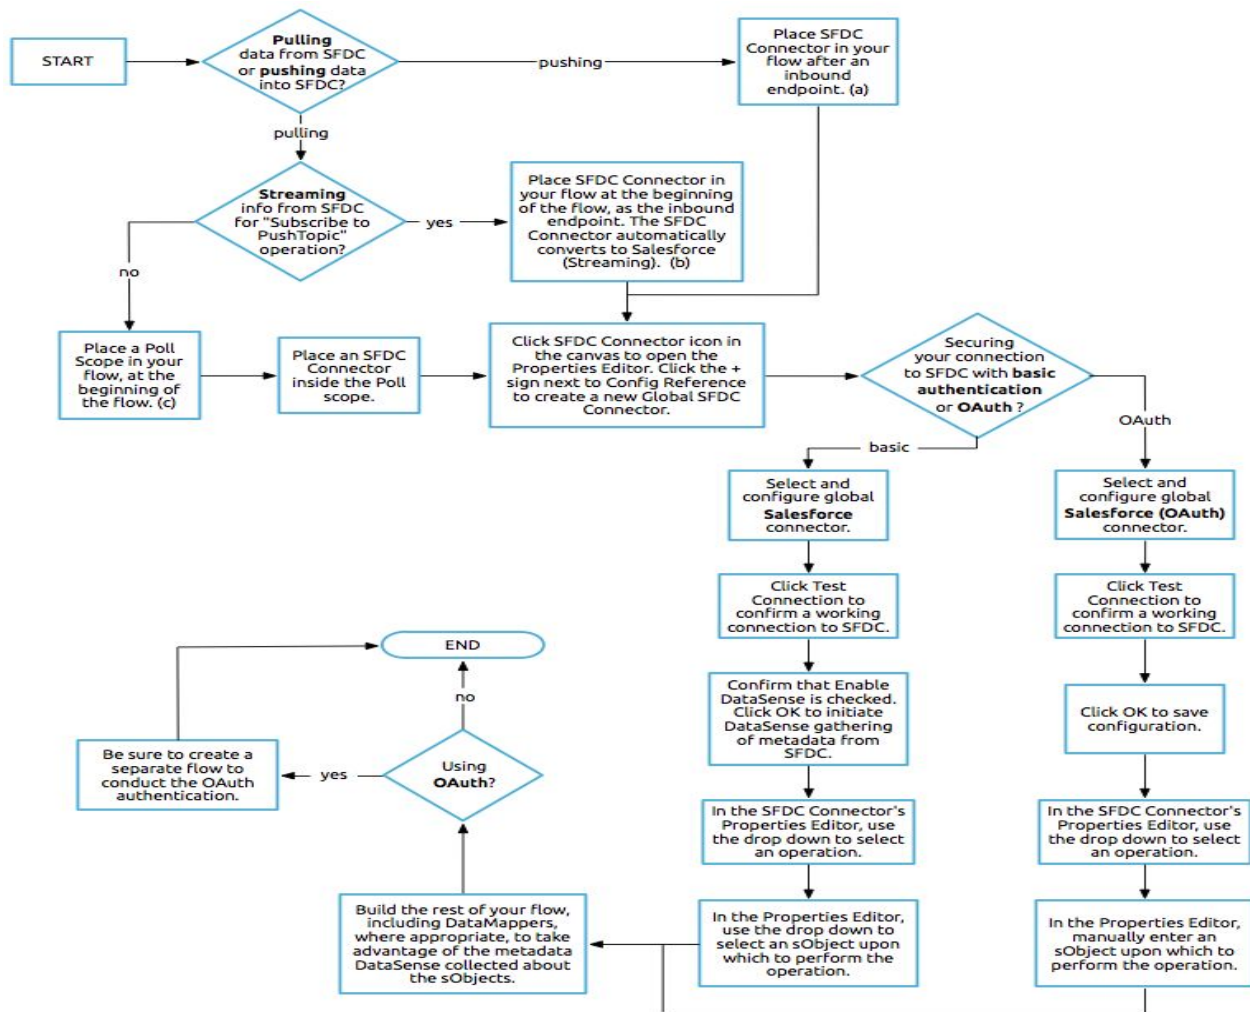 START
Pulling
data from SFDC
or pushing data
into SFDC?
pushing
Place SFDC
Connector in your
flow after an
inbound
endpoint. (a)
pulling
Streaming
info from SFDC
for "Subscribe to
PushTopic"
operation?
yes
Place SFDC Connector in
your flow at the beginning
of the flow, as the inbound
endpoint. The SFDC
Connector automatically
converts to Salesforce
(Streaming). (b)
no
Place a Poll
Scope in your
flow, at the
beginning of
the flow. (c)
Place an SFDC
Connector
inside the Poll
scope.
Click SFDC Connector icon in
the canvas to open the
Properties Editor. Click the +
sign next to Config Reference
to create a new Global SFDC
Connector.
Securing
your connection
to SFDC with basic
authentication
or OAuth ?
basic
OAuth
Select and
configure global
Salesforce
connector.
Select and
configure global
Salesforce (OAuth)
connector.
Click Test
Connection to
confirm a working
connection to SFDC.
Click Test
Connection to
confirm a working
connection to SFDC.
Confirm that Enable
DataSense is checked.
Click OK to initiate
DataSense gathering
of metadata from
SFDC.
Click OK to save
configuration.
In the SFDC Connector's
Properties Editor, use
the drop down to select
an operation.
In the SFDC Connector's
Properties Editor, use
the drop down to select
an operation.
In the Properties Editor,
use the drop down to
select an sObject upon
which to perform the
operation.
In the Properties Editor,
manually enter an
sObject upon which to
perform the operation.
Build the rest of your flow,
including DataMappers,
where appropriate, to take
advantage of the metadata
DataSense collected about
the sObjects.
Using
OAuth?
yes
Be sure to create a
separate flow to
conduct the OAuth
authentication.
no
END